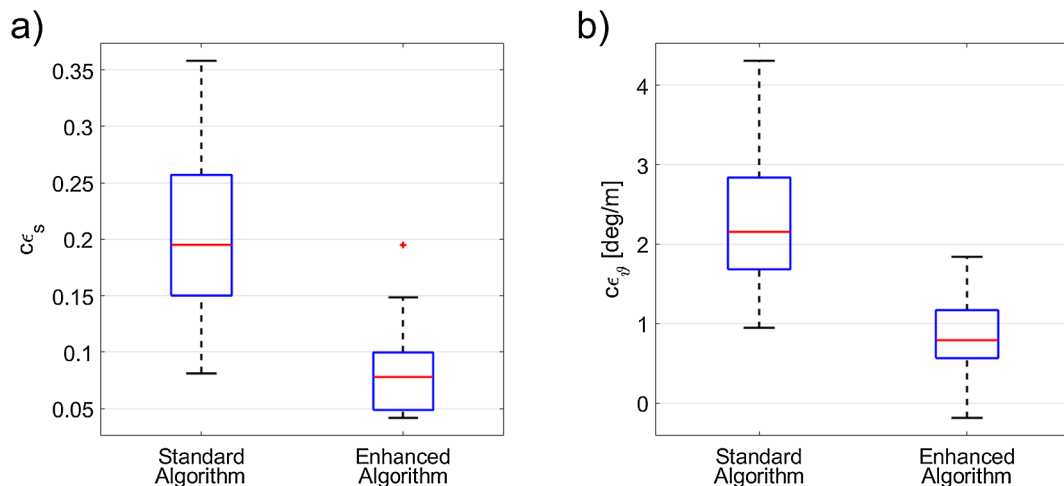 a)
0.35
0.3
0.25
0.2
0.15
0.1
0.05
cϵₛ
Standard
Algorithm
Enhanced
Algorithm
b)
4
3
2
1
0
cϵ_ϑ [deg/m]
Standard
Algorithm
Enhanced
Algorithm